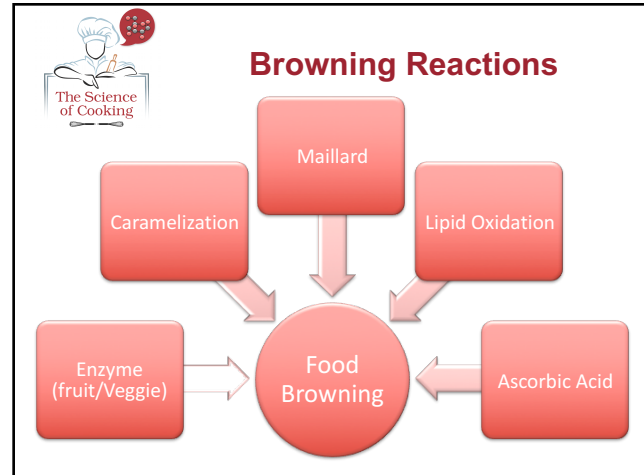 The Science
of Cooking
Browning Reactions
Maillard
Caramelization
Lipid Oxidation
Enzyme
(fruit/Veggie)
Food
Browning
Ascorbic Acid